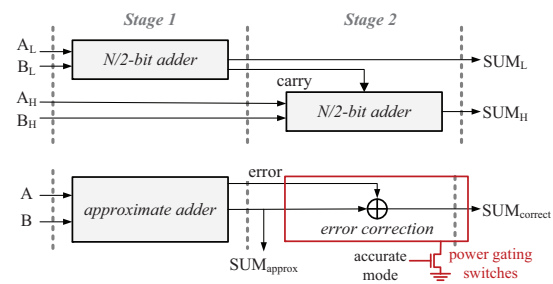 Stage 1 Stage 2
A_L
B_L
N/2-bit adder
SUM_L
carry
A_H
B_H
N/2-bit adder
SUM_H
error
A
B
approximate adder
error correction
SUM_correct
SUM_approx
accurate
mode
power gating
switches